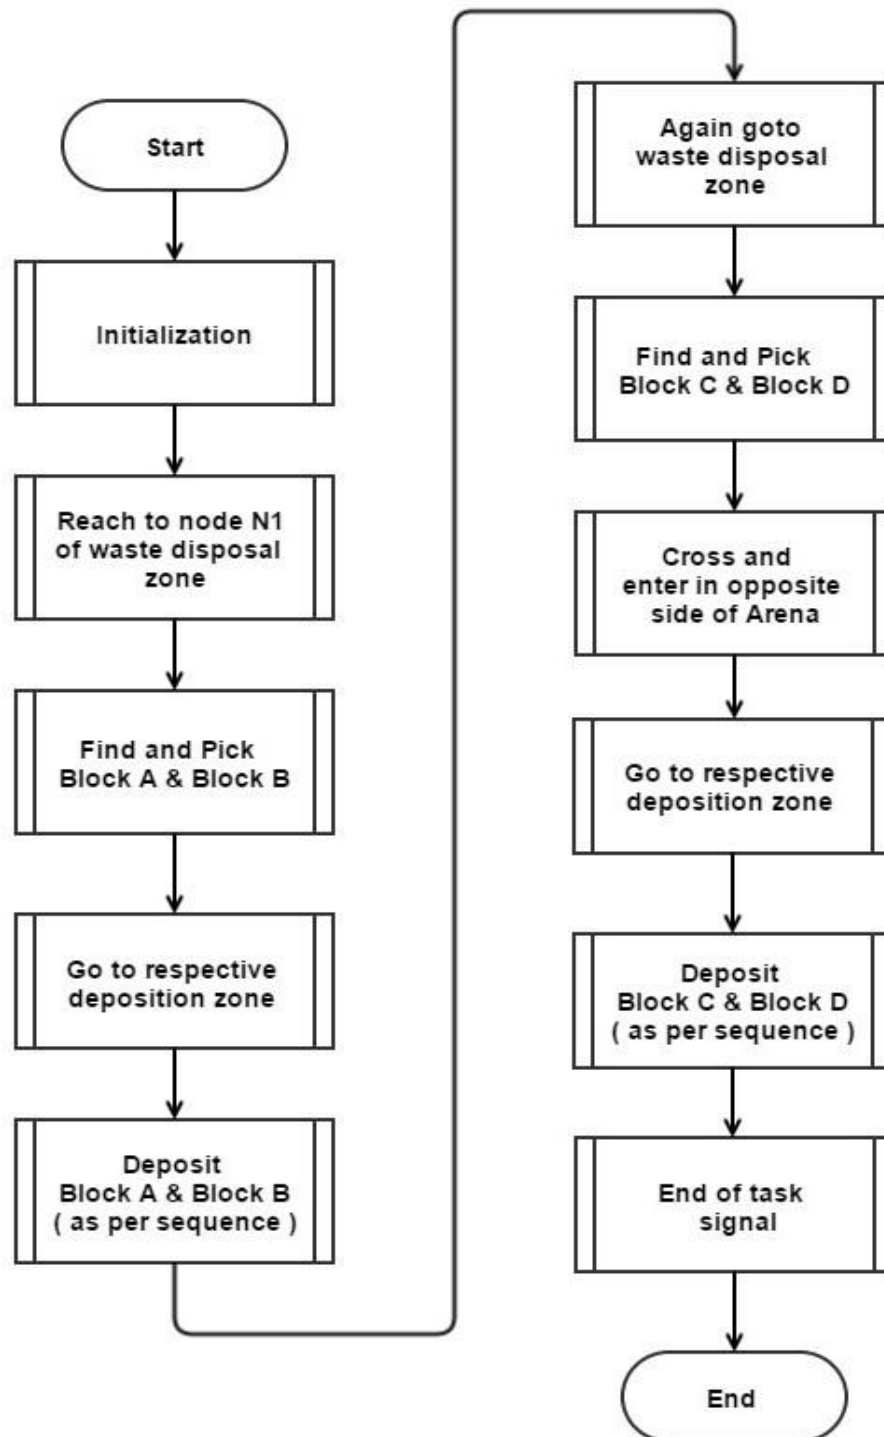 Start
Initialization
Reach to node N1
of waste disposal
zone
Find and Pick
Block A & Block B
Go to respective
deposition zone
Deposit
Block A & Block B
( as per sequence )
Again goto
waste disposal
zone
Find and Pick
Block C & Block D
Cross and
enter in opposite
side of Arena
Go to respective
deposition zone
Deposit
Block C & Block D
( as per sequence )
End of task
signal
End